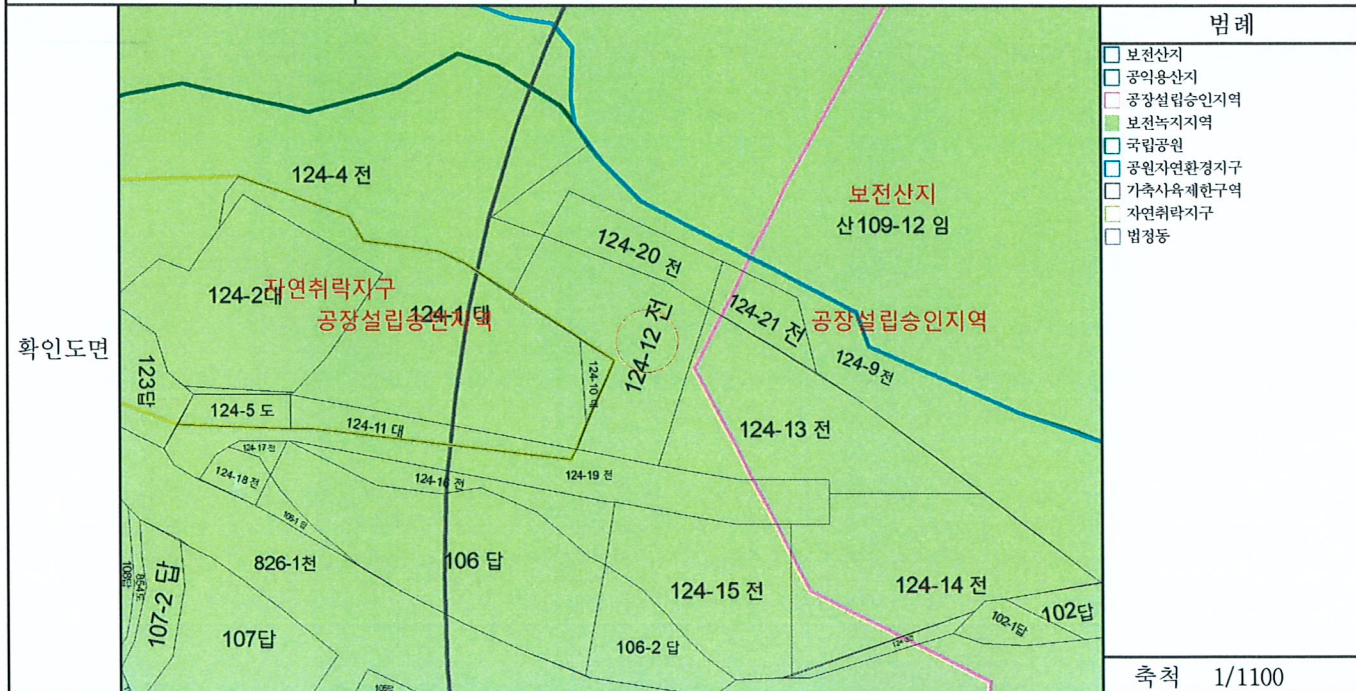 범례
보전산지
공익용산지
공장설립승인지역
보전녹지지역
국립공원
공원자연환경지구
가축사육제한구역
자연취락지구
법정동
확인도면
124-4 전
보전산지
산109-12 임
124-20 전
124-2대
자연취락지구
124-1 대
공장설립승인지역
124-12 전
124-21 전
공장설립승인지역
124-9 전
123답
124-10
124-5 도
124-11 대
124-13 전
124-17 전
124-18 전
124-16 전
124-19 전
826-1천
106 답
124-15 전
124-14 전
107-2 답
107답
106-2 답
102-1답
102답
축척 1/1100